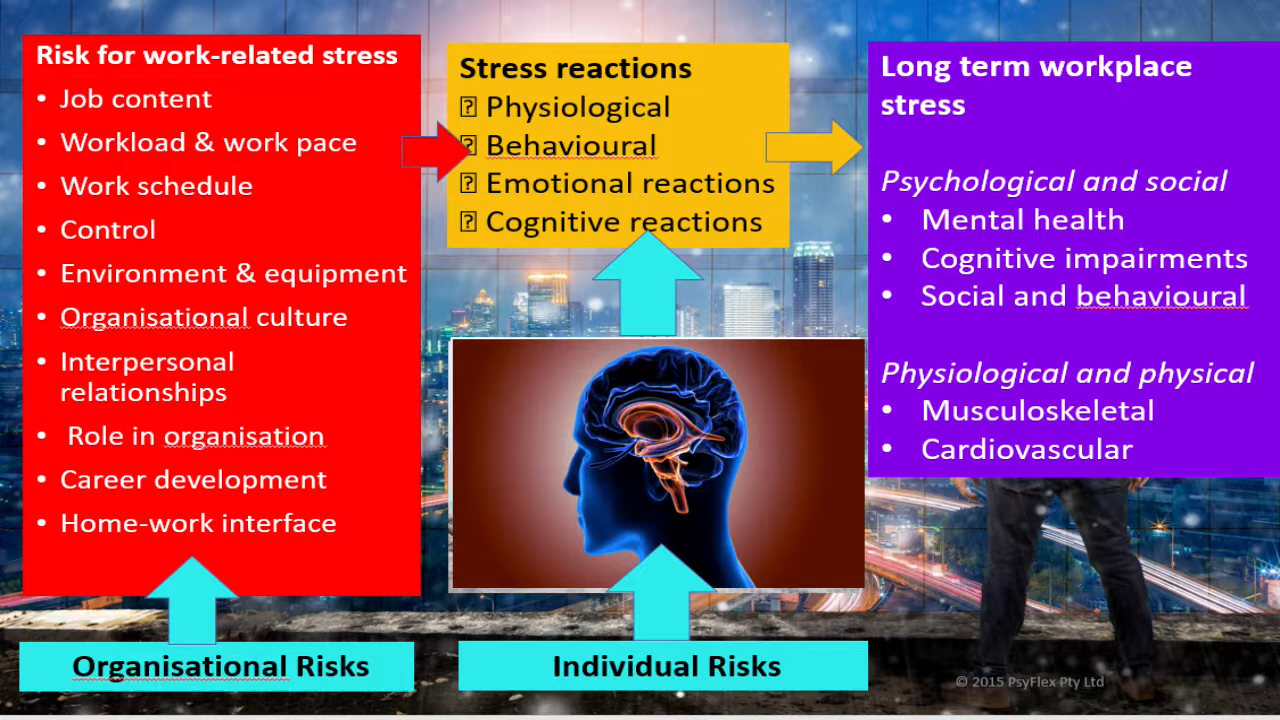 Risk for work-related stress
• Job content
• Workload & work pace
• Work schedule
• Control
• Environment & equipment
• Organisational culture
• Interpersonal
relationships
• Role in organisation
• Career development
• Home-work interface
Organisational Risks
Stress reactions
Physiological
Behavioural
Emotional reactions
Cognitive reactions
Individual Risks
Long term workplace
stress
Psychological and social
• Mental health
• Cognitive impairments
• Social and behavioural
Physiological and physical
• Musculoskeletal
• Cardiovascular
© 2015 PsyFlex Pty Ltd